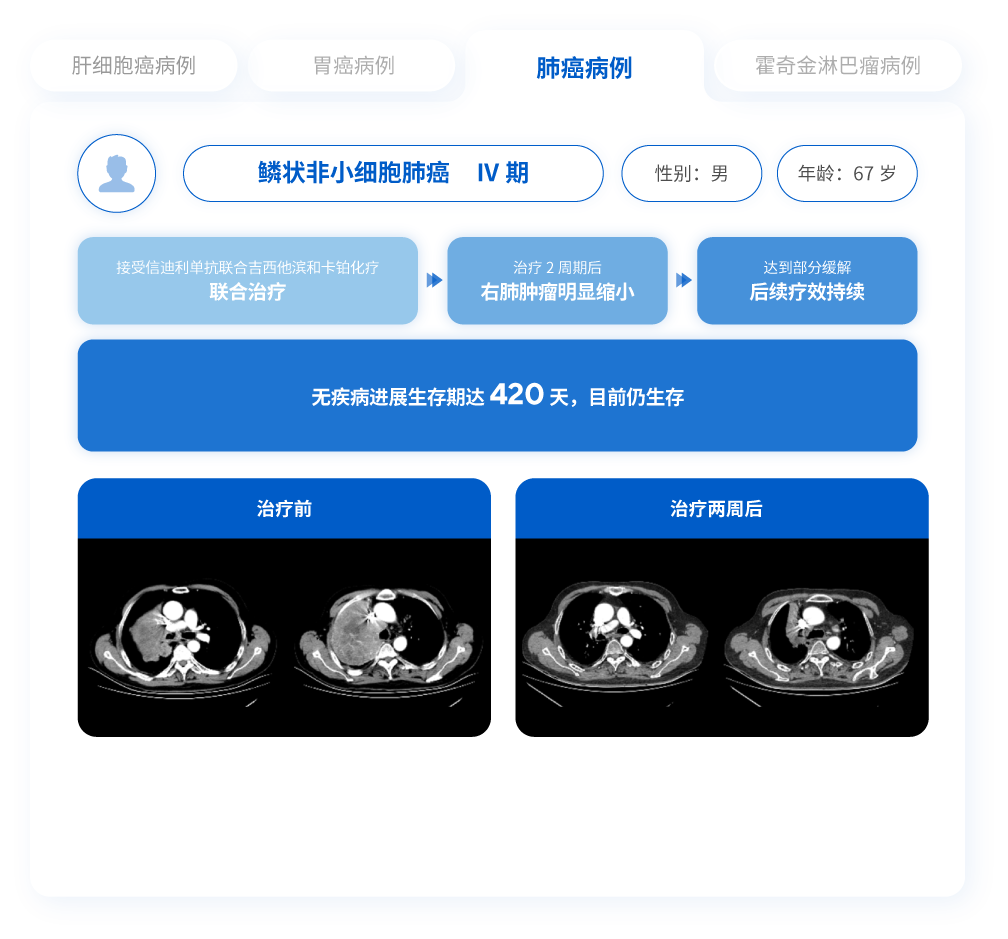 肝细胞癌病例
胃癌病例
肺癌病例
霍奇金淋巴瘤病例
鳞状非小细胞肺癌 IV 期
性别：男
年龄：67 岁
接受信迪利单抗联合吉西他滨和卡铂化疗
联合治疗
治疗 2 周期后
右肺肿瘤明显缩小
达到部分缓解
后续疗效持续
无疾病进展生存期达 420 天，目前仍生存
治疗前
治疗两周后